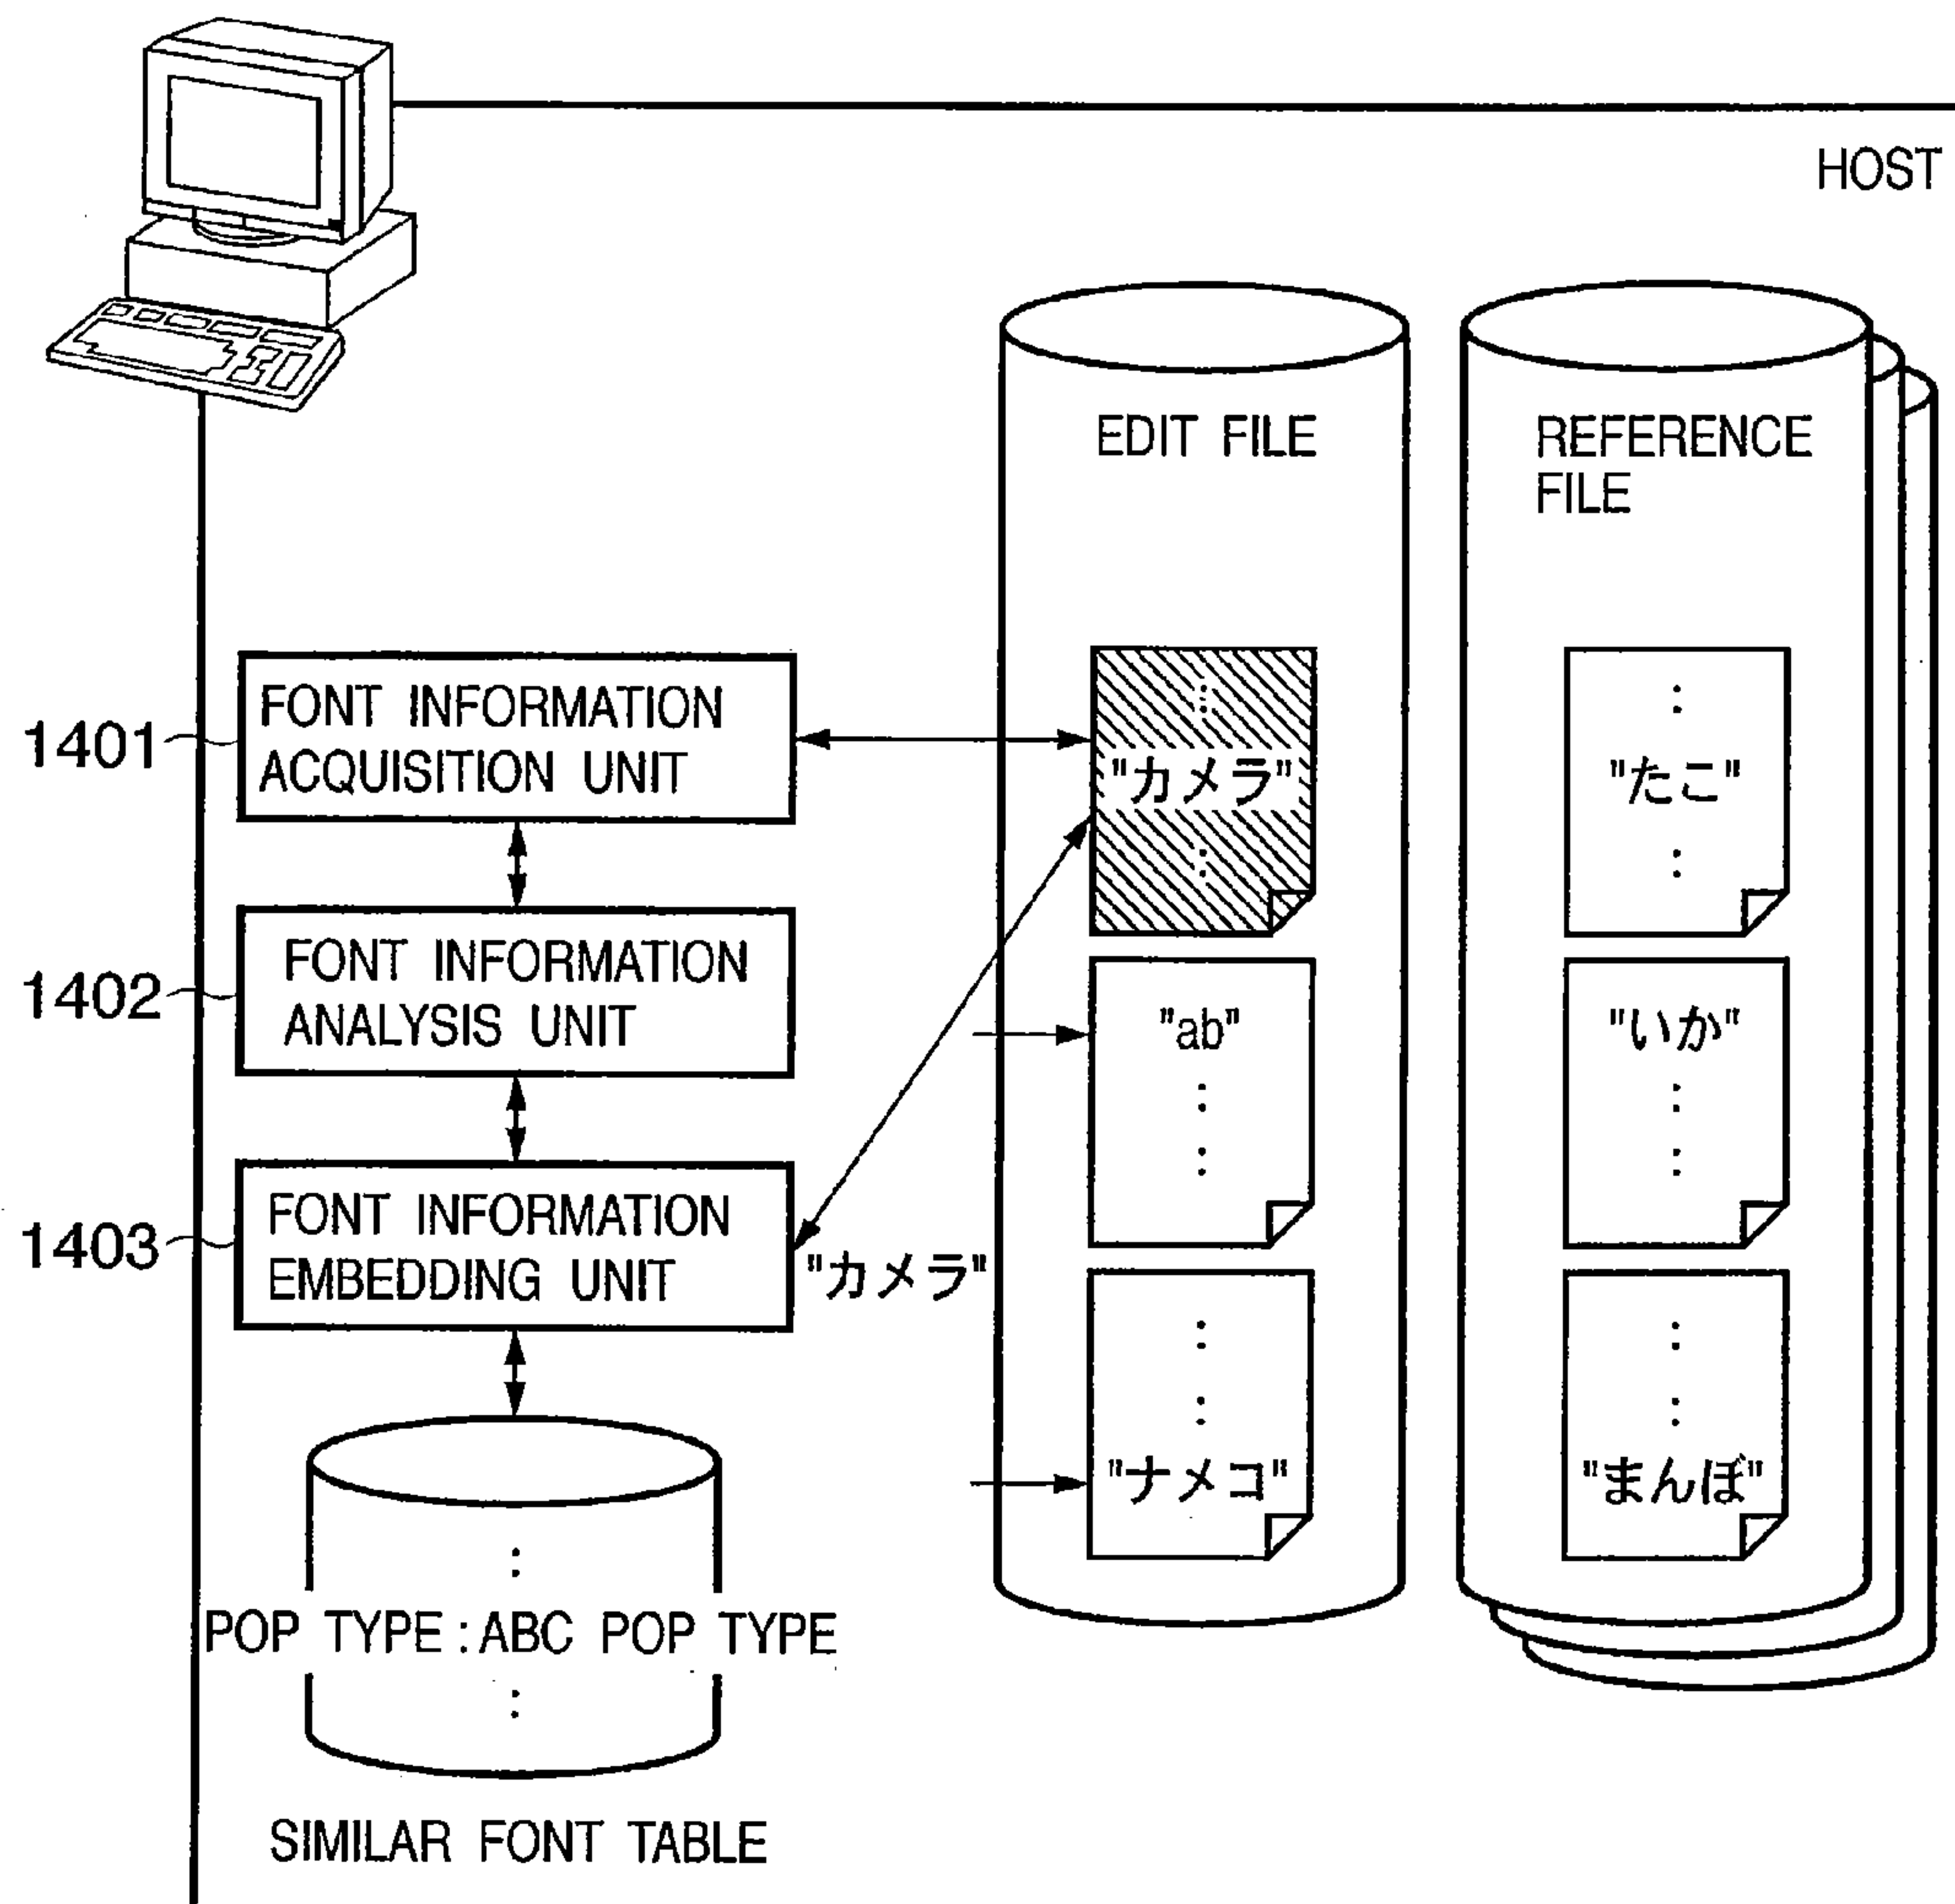 HOST
EDIT FILE
REFERENCE
FILE
1401
FONT INFORMATION
ACQUISITION UNIT
"カメラ"
"たこ"
1402
FONT INFORMATION
ANALYSIS UNIT
"ab"
"いか"
1403
FONT INFORMATION
EMBEDDING UNIT
"カメラ"
"ナメコ"
"まんぼ"
POP TYPE : ABC POP TYPE
SIMILAR FONT TABLE